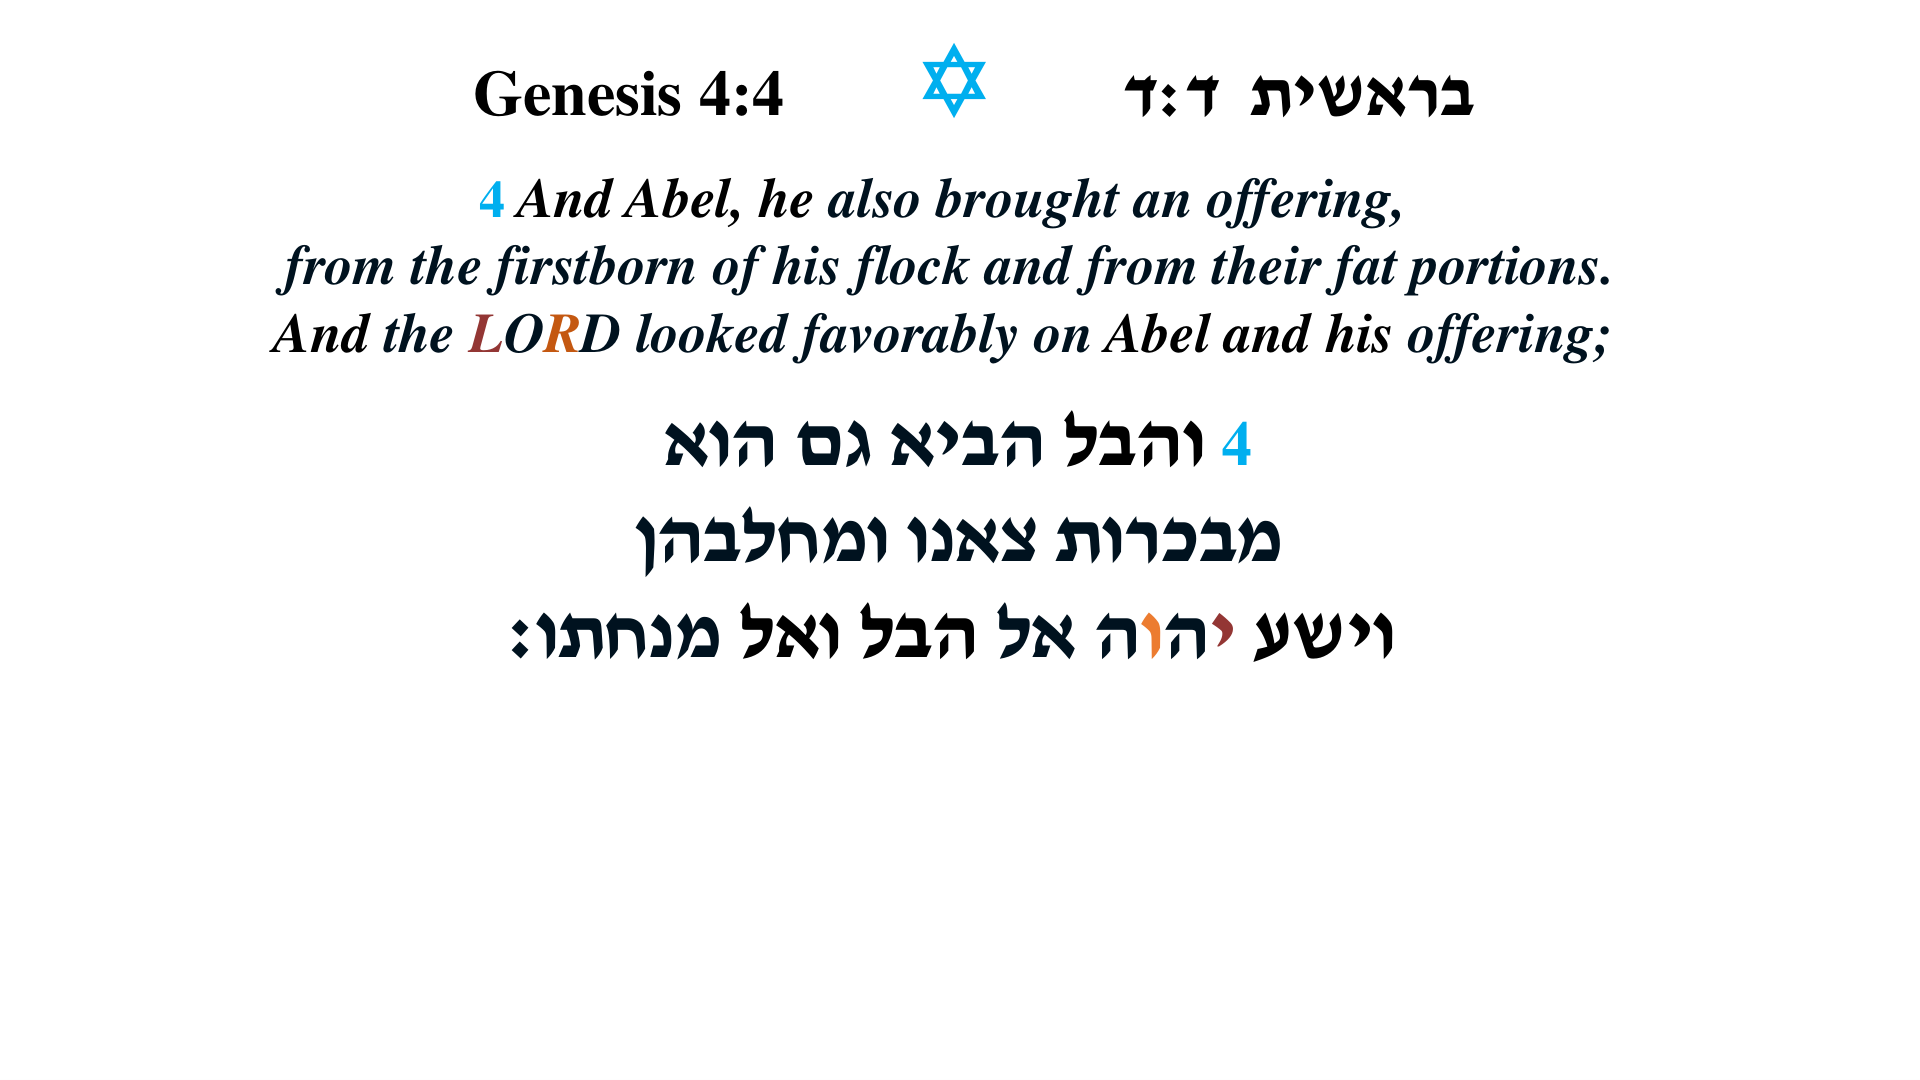 Genesis 4:4 ✡ בראשית ד:ד
4 And Abel, he also brought an offering,
from the firstborn of his flock and from their fat portions.
And the LORD looked favorably on Abel and his offering;
4 והבל הביא גם הוא
מבכרות צאנו ומחלבהן
וישע יהוה אל הבל ואל מנחתו: